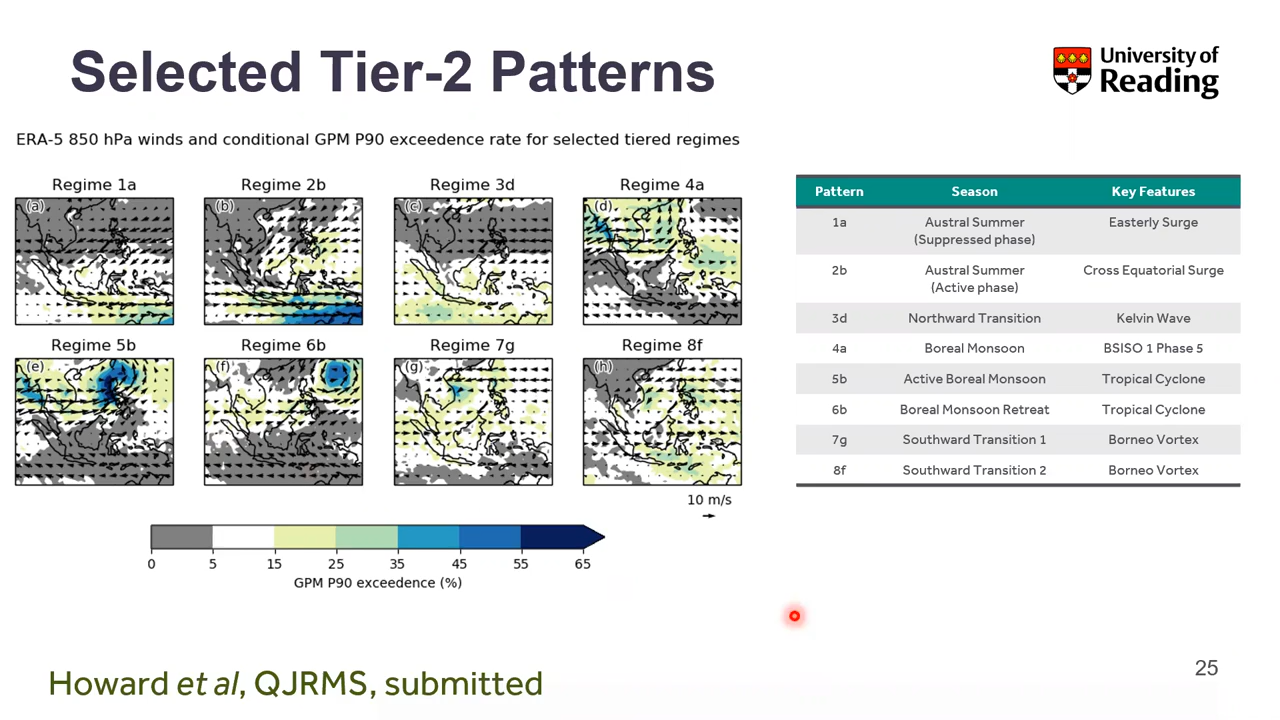 Selected Tier-2 Patterns
University of
Reading
ERA-5 850 hPa winds and conditional GPM P90 exceedence rate for selected tiered regimes
Regime 1a
Regime 2b
Regime 3d
Regime 4a
(a)
(b)
(c)
(d)
Regime 5b
Regime 6b
Regime 7g
Regime 8f
(e)
(f)
(g)
(h)
10 m/s
0 5 15 25 35 45 55 65
GPM P90 exceedence (%)
Pattern Season Key Features
1a Austral Summer Easterly Surge
(Suppressed phase)
2b Austral Summer Cross Equatorial Surge
(Active phase)
3d Northward Transition Kelvin Wave
4a Boreal Monsoon BSISO 1 Phase 5
5b Active Boreal Monsoon Tropical Cyclone
6b Boreal Monsoon Retreat Tropical Cyclone
7g Southward Transition 1 Borneo Vortex
8f Southward Transition 2 Borneo Vortex
Howard et al, QJRMS, submitted
25